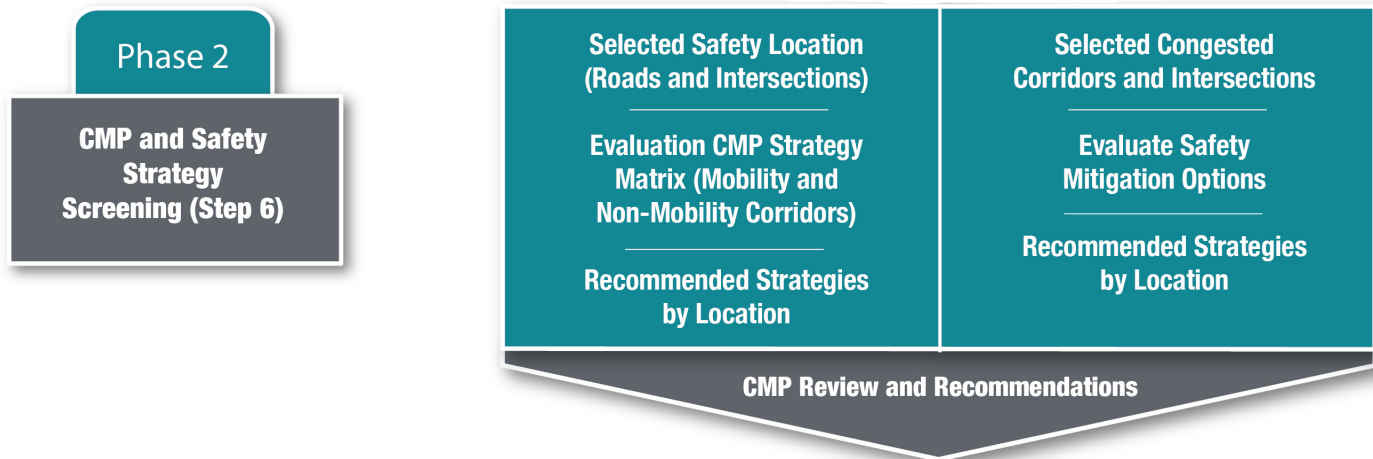 Phase 2
CMP and Safety
Strategy
Screening (Step 6)
Selected Safety Location
(Roads and Intersections)
Evaluation CMP Strategy
Matrix (Mobility and
Non-Mobility Corridors)
Recommended Strategies
by Location
Selected Congested
Corridors and Intersections
Evaluate Safety
Mitigation Options
Recommended Strategies
by Location
CMP Review and Recommendations